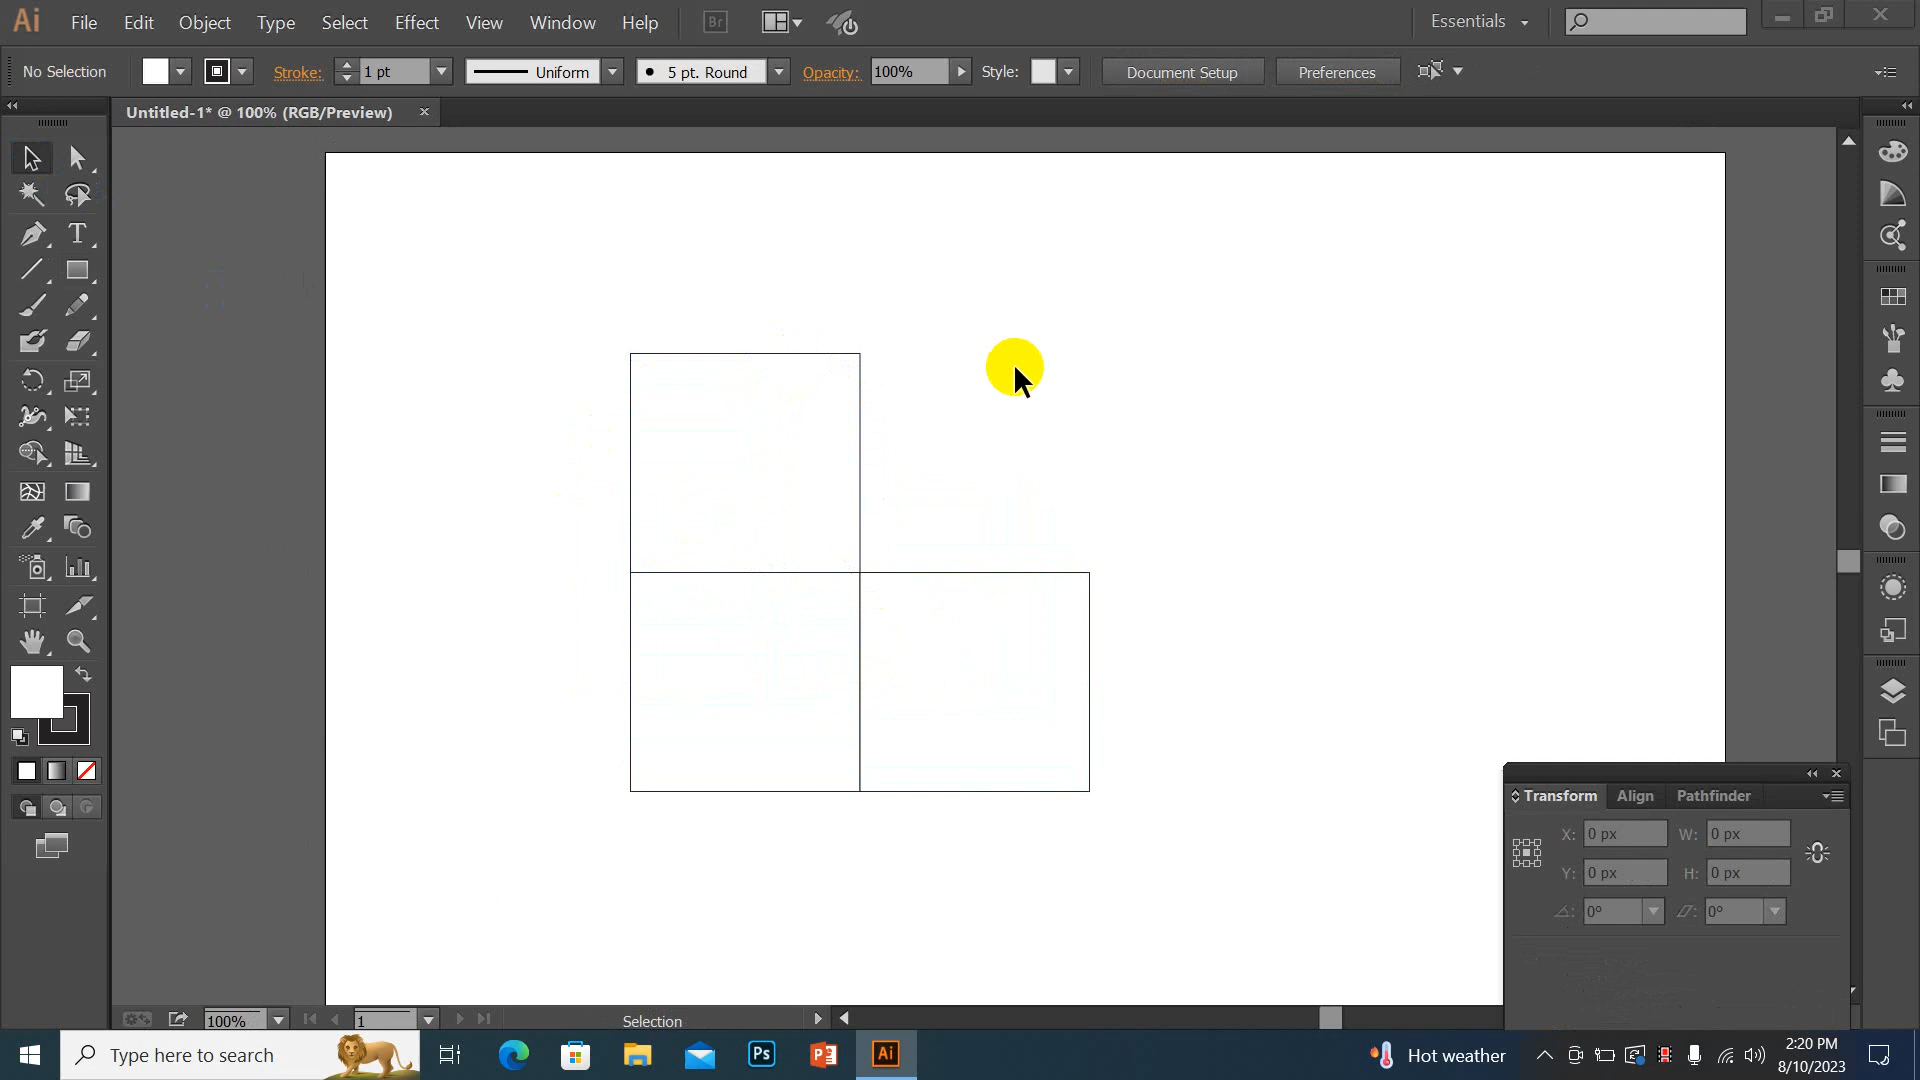 Ai File Edit Object Type Select Effect View Window Help Br Essentials
No Selection Stroke: 1 pt Uniform 5 pt. Round Opacity: 100% Style: Document Setup Preferences
Untitled-1* @ 100% (RGB/Preview)
T
Transform Align Pathfinder
X: 0 px W: 0 px
Y: 0 px H: 0 px
0° 0°
100% 1 Selection
Type here to search Ps Ai Hot weather 2:20 PM
8/10/2023